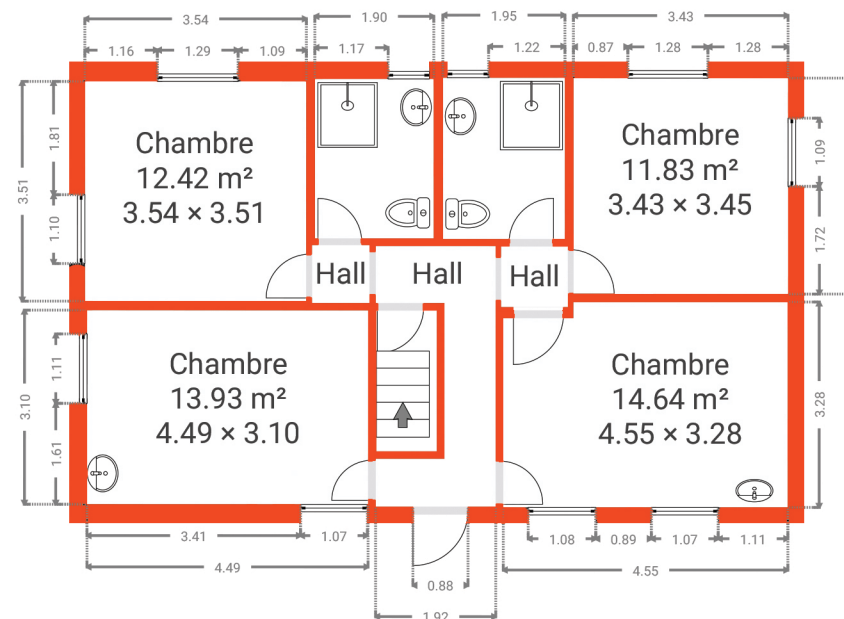 3.54
1.90
1.95
3.43
1.16
1.29
1.09
1.17
1.22
0.87
1.28
1.28
Chambre
12.42 m²
3.54 × 3.51
Chambre
11.83 m²
3.43 × 3.45
3.51
1.81
1.10
1.09
1.72
Hall
Hall
Hall
Chambre
13.93 m²
4.49 × 3.10
Chambre
14.64 m²
4.55 × 3.28
3.10
1.11
1.61
3.28
3.41
1.07
1.08
0.89
1.07
1.11
4.49
4.55
0.88
1.92